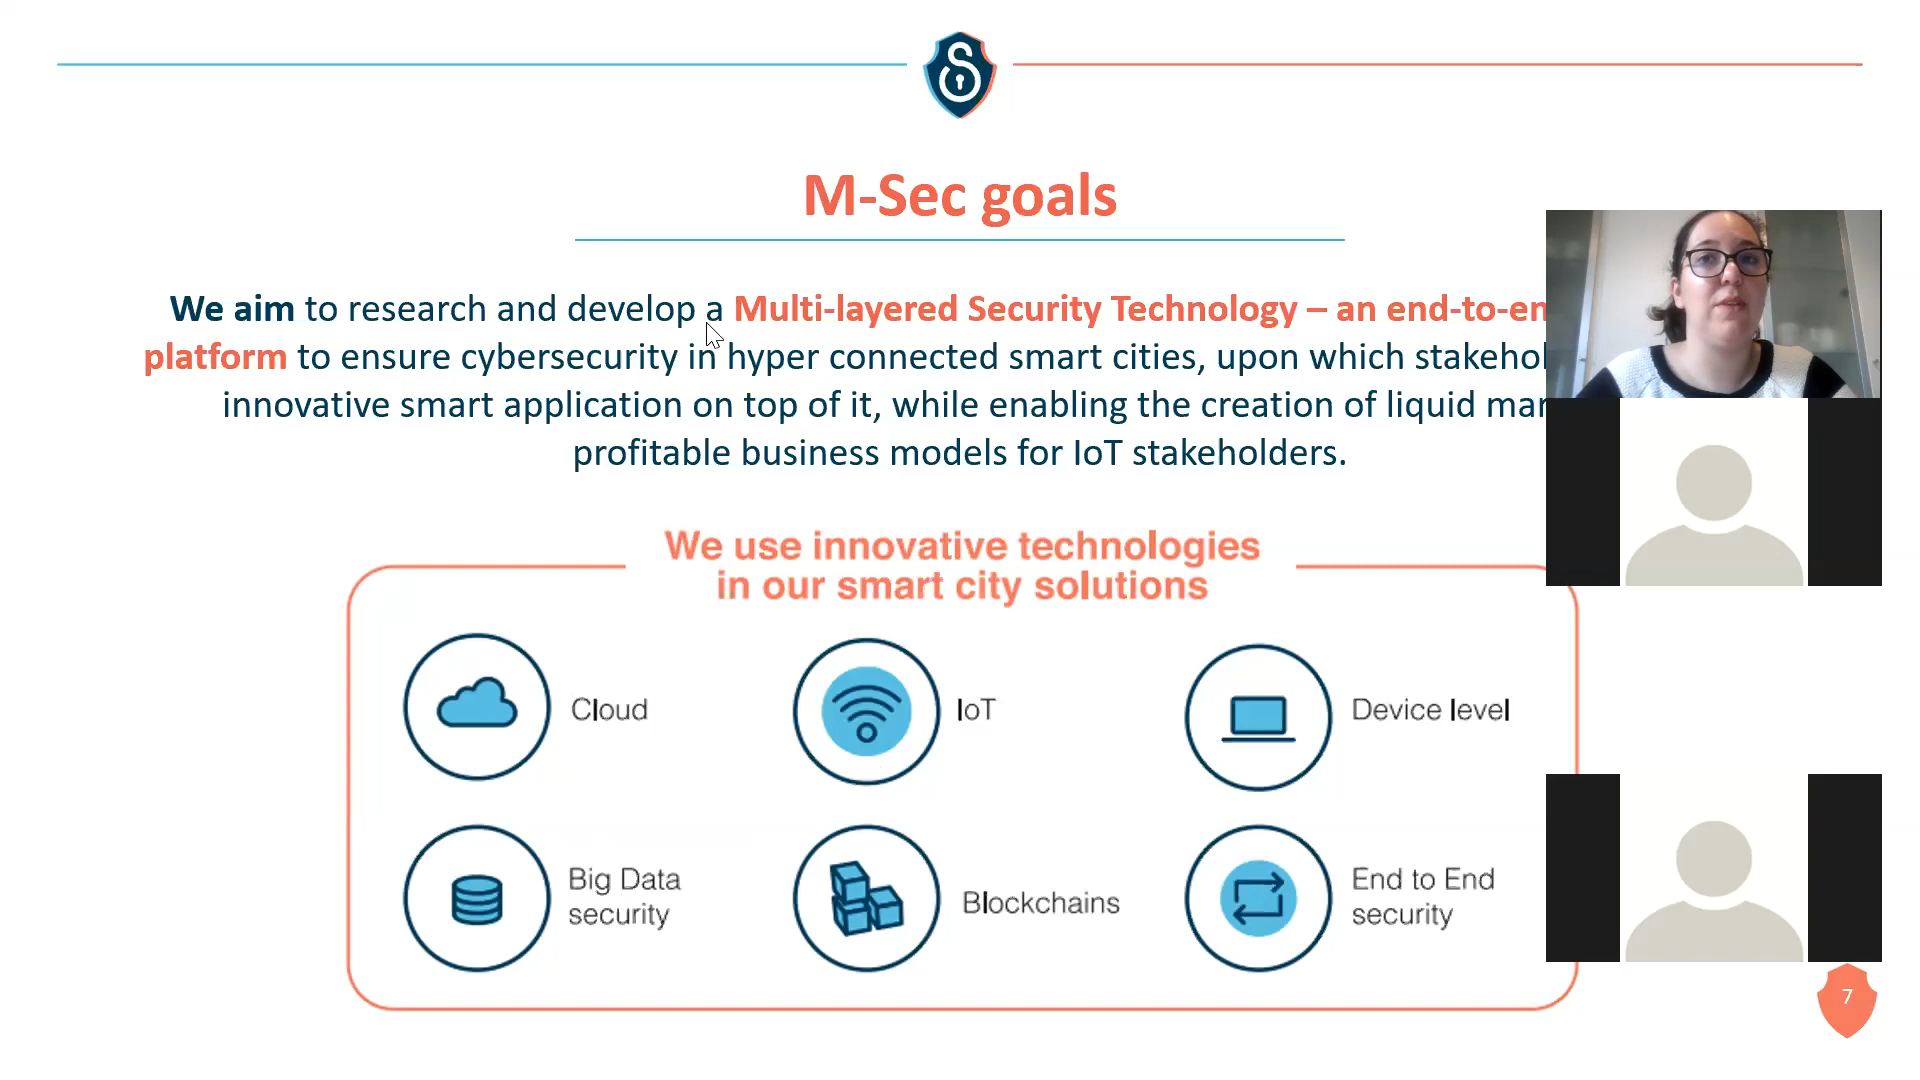 M-Sec goals
We aim to research and develop a Multi-layered Security Technology – an end-to-en
platform to ensure cybersecurity in hyper connected smart cities, upon which stakehol
innovative smart application on top of it, while enabling the creation of liquid mar
profitable business models for IoT stakeholders.
We use innovative technologies
in our smart city solutions
Cloud
IoT
Device level
Big Data
security
Blockchains
End to End
security
7